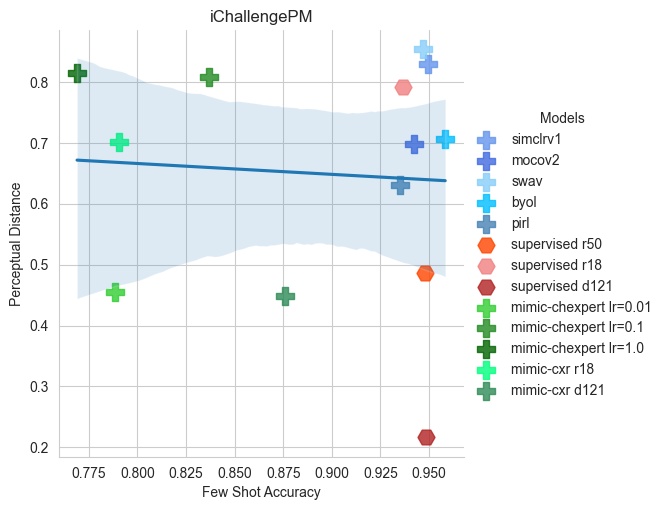 iChallengePM
Perceptual Distance
0.8
0.7
0.6
0.5
0.4
0.3
0.2
0.775 0.800 0.825 0.850 0.875 0.900 0.925 0.950
Few Shot Accuracy
Models
simclrv1
mocov2
swav
byol
pirl
supervised r50
supervised r18
supervised d121
mimic-chexpert lr=0.01
mimic-chexpert lr=0.1
mimic-chexpert lr=1.0
mimic-cxr r18
mimic-cxr d121